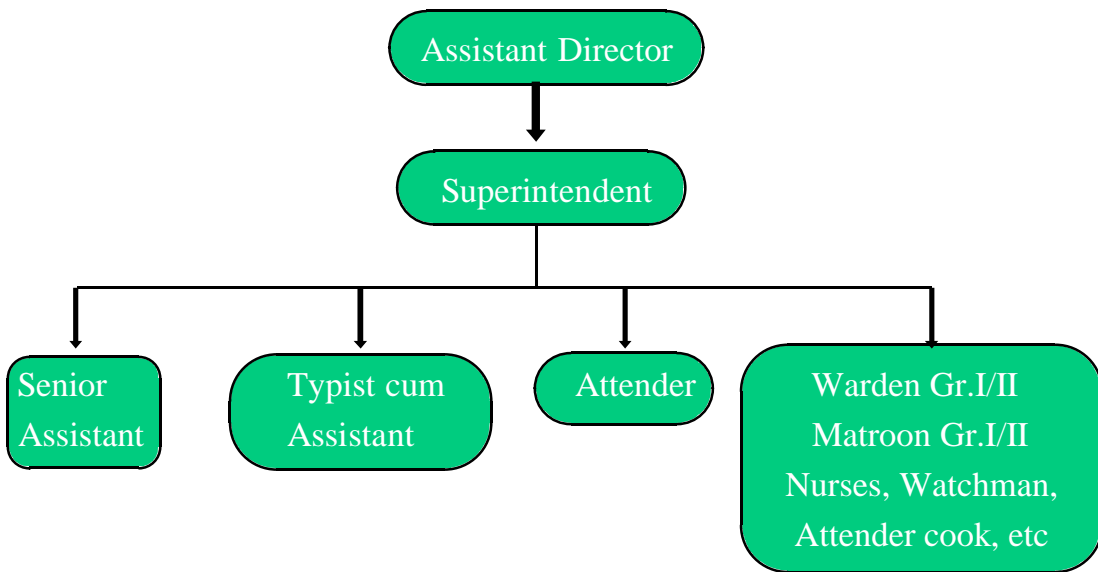 Assistant Director
Superintendent
Senior
Assistant
Typist cum
Assistant
Attender
Warden Gr.I/II
Matroon Gr.I/II
Nurses, Watchman,
Attender cook, etc